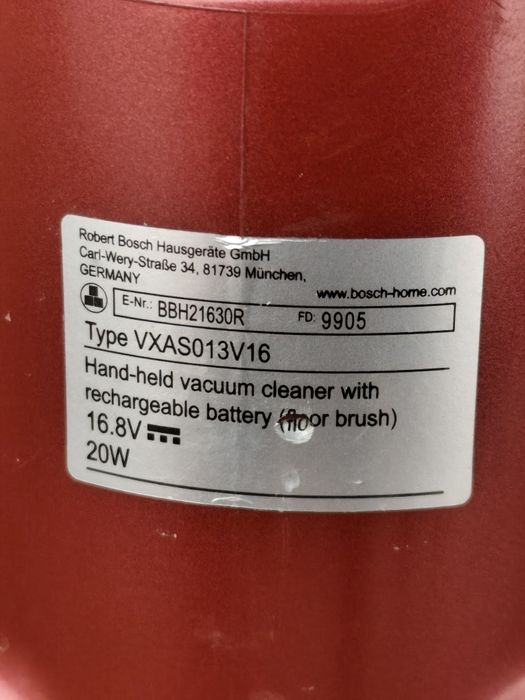 Robert Bosch Hausgeräte GmbH
Carl-Wery-Straße 34, 81739 München,
GERMANY
www.bosch-home.com
E-Nr.: BBH21630R FD: 9905
Type VXAS013V16
Hand-held vacuum cleaner with
rechargeable battery (floor brush)
16.8V
20W